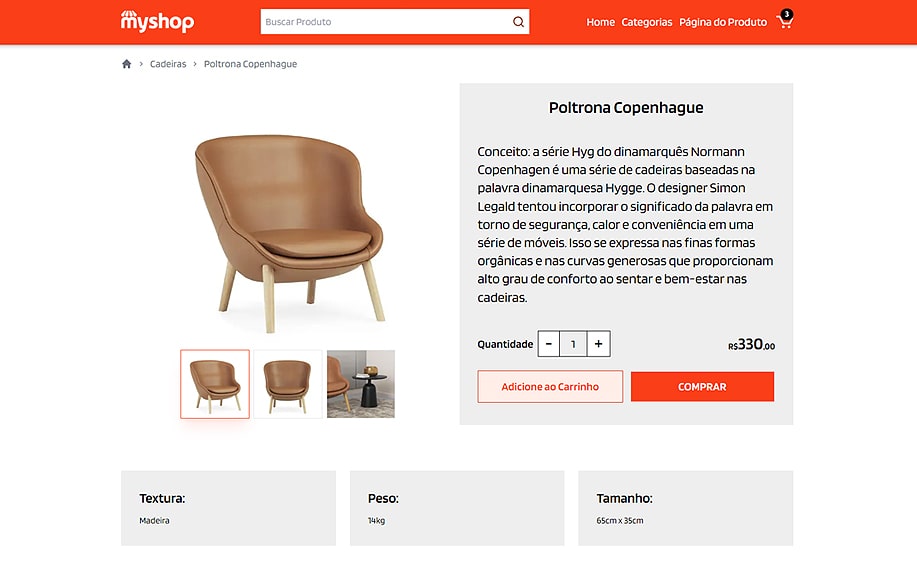 myshop
Buscar Produto
Home Categorias Página do Produto 3
Cadeiras > Poltrona Copenhague
Poltrona Copenhague
Conceito: a série Hyg do dinamarquês Normann
Copenhagen é uma série de cadeiras baseadas na
palavra dinamarquesa Hygge. O designer Simon
Legald tentou incorporar o significado da palavra em
torno de segurança, calor e conveniência em uma
série de móveis. Isso se expressa nas finas formas
orgânicas e nas curvas generosas que proporcionam
alto grau de conforto ao sentar e bem-estar nas
cadeiras.
Quantidade - 1 + R$330,00
Adicione ao Carrinho COMPRAR
Textura:
Madeira
Peso:
14kg
Tamanho:
65cm x 35cm